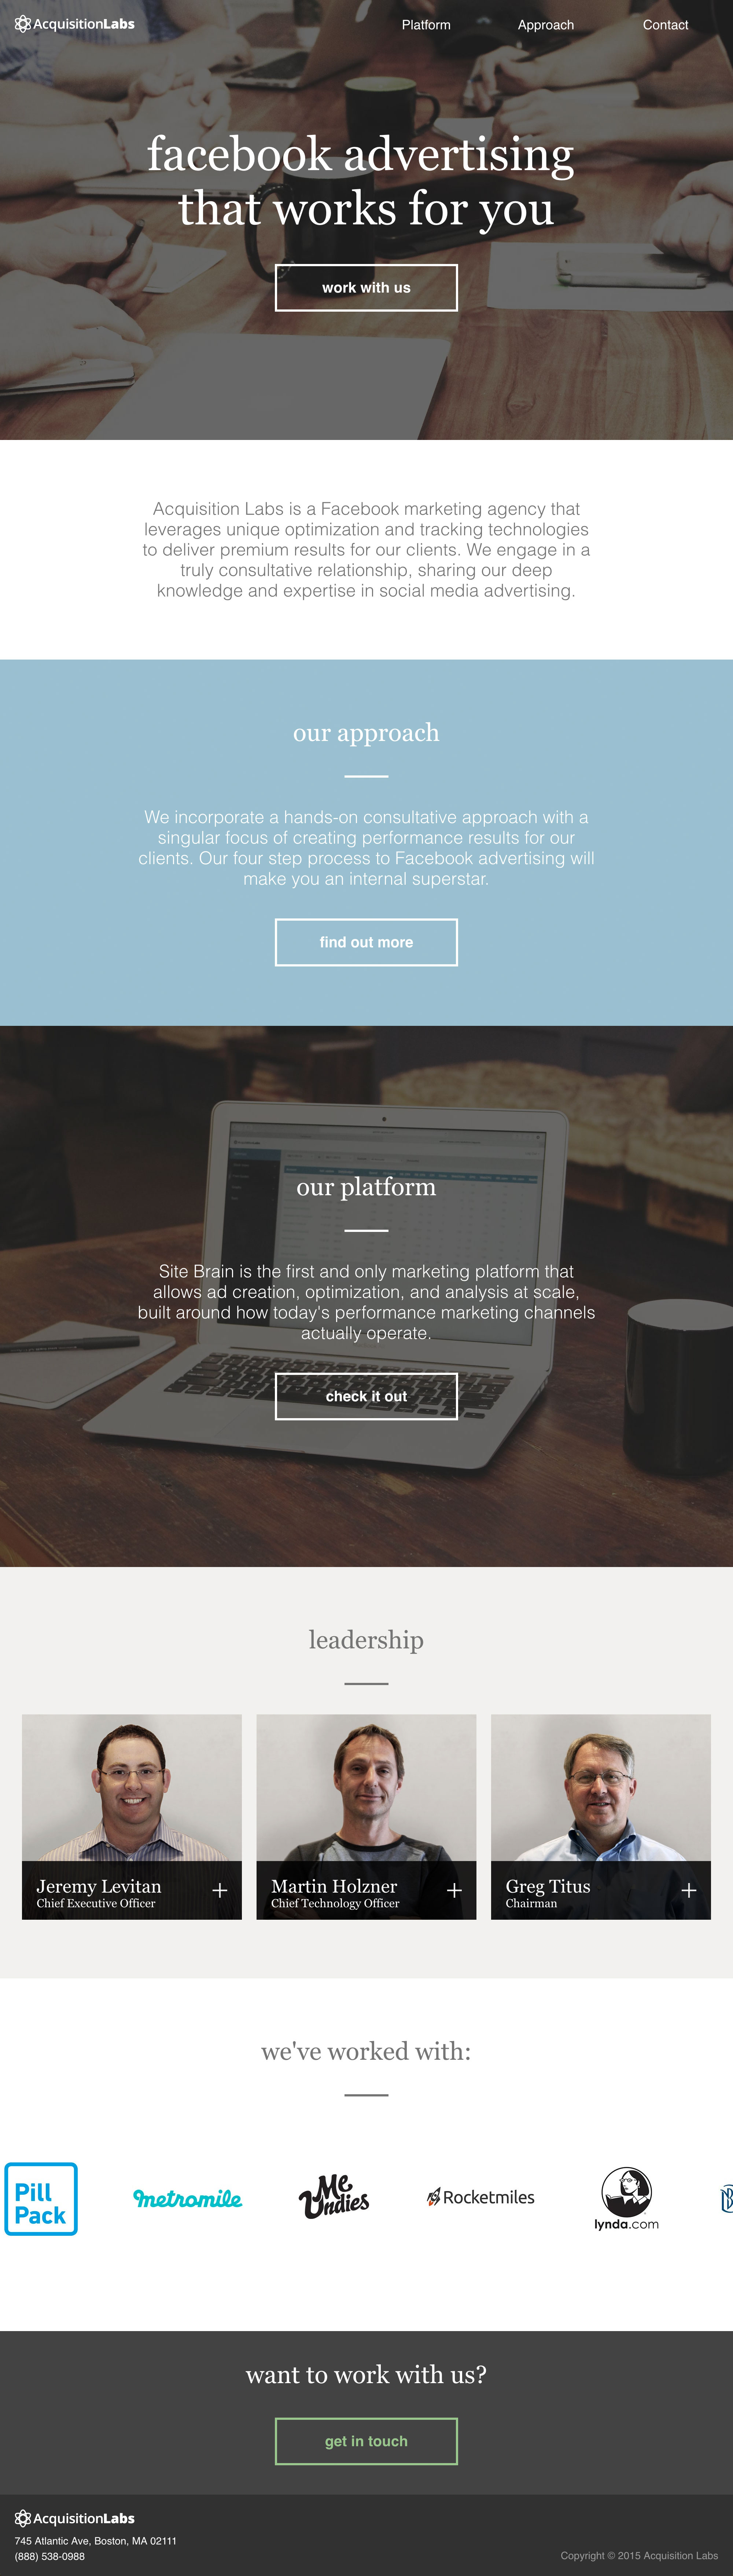 AcquisitionLabs
Platform
Approach
Contact
facebook advertising
that works for you
work with us
Acquisition Labs is a Facebook marketing agency that
leverages unique optimization and tracking technologies
to deliver premium results for our clients. We engage in a
truly consultative relationship, sharing our deep
knowledge and expertise in social media advertising.
our approach
We incorporate a hands-on consultative approach with a
singular focus of creating performance results for our
clients. Our four step process to Facebook advertising will
make you an internal superstar.
find out more
our platform
Site Brain is the first and only marketing platform that
allows ad creation, optimization, and analysis at scale,
built around how today's performance marketing channels
actually operate.
check it out
leadership
Jeremy Levitan
Chief Executive Officer
Martin Holzner
Chief Technology Officer
Greg Titus
Chairman
we've worked with:
Pill
Pack
metromile
Me
Undies
Rocketmiles
lynda.com
want to work with us?
get in touch
AcquisitionLabs
745 Atlantic Ave, Boston, MA 02111
(888) 538-0988
Copyright © 2015 Acquisition Labs